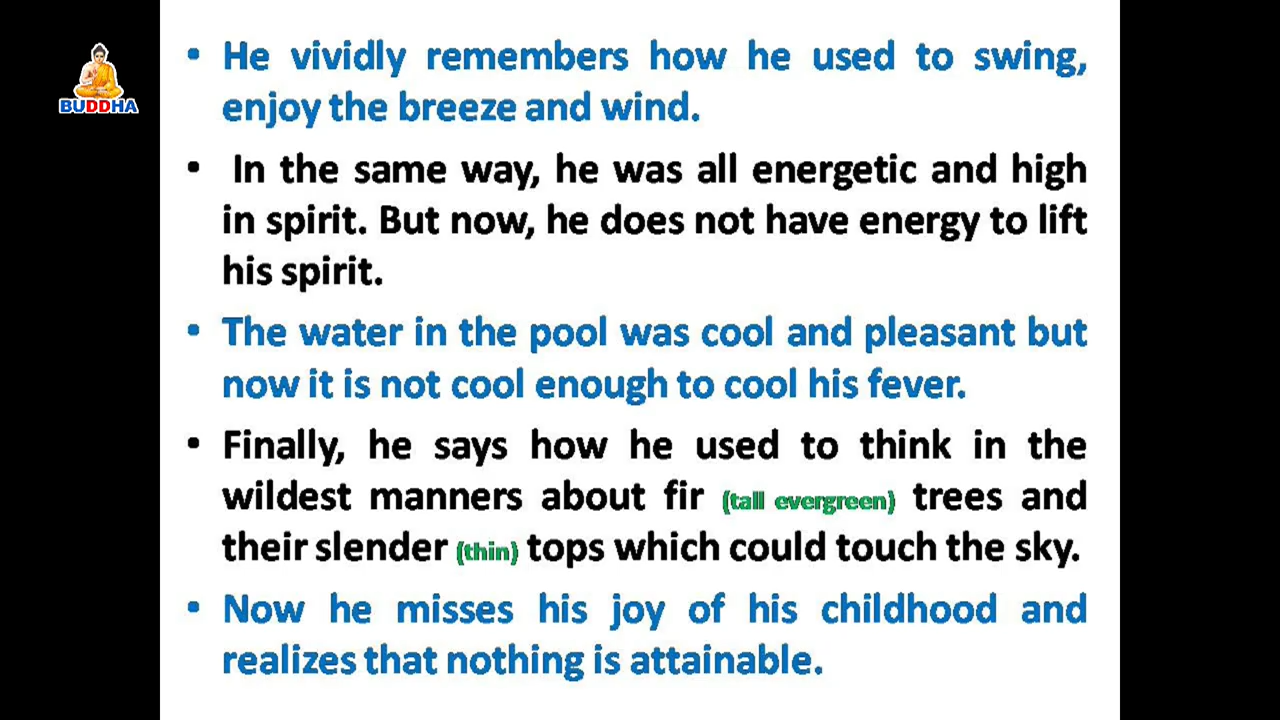 BUDDHA
• He vividly remembers how he used to swing,
enjoy the breeze and wind.
• In the same way, he was all energetic and high
in spirit. But now, he does not have energy to lift
his spirit.
• The water in the pool was cool and pleasant but
now it is not cool enough to cool his fever.
• Finally, he says how he used to think in the
wildest manners about fir (tall evergreen) trees and
their slender (thin) tops which could touch the sky.
• Now he misses his joy of his childhood and
realizes that nothing is attainable.